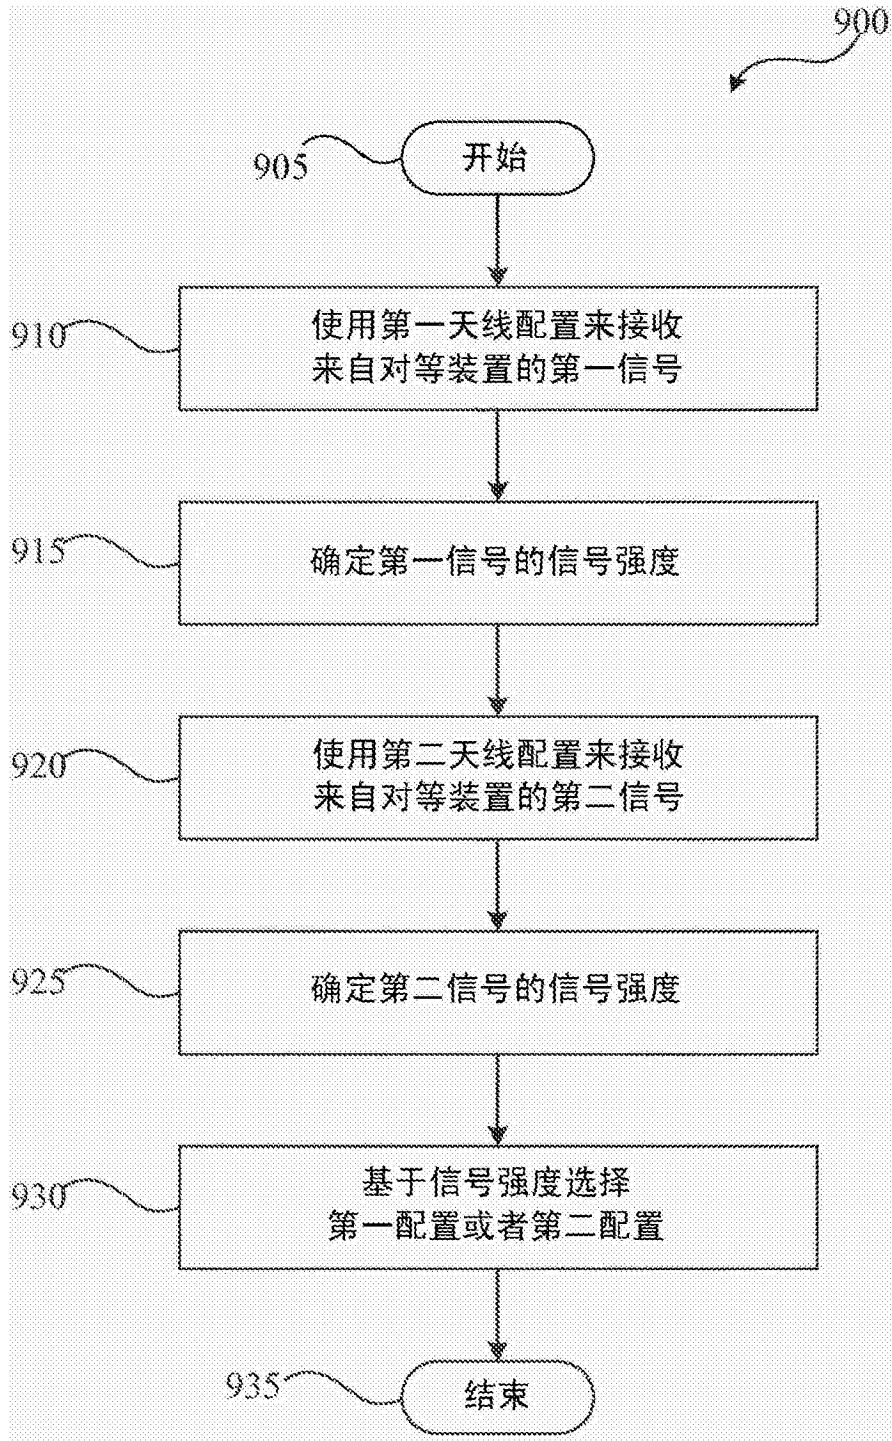 900
905
开始
910
使用第一天线配置来接收
来自对等装置的第一信号
915
确定第一信号的信号强度
920
使用第二天线配置来接收
来自对等装置的第二信号
925
确定第二信号的信号强度
930
基于信号强度选择
第一配置或者第二配置
935
结束